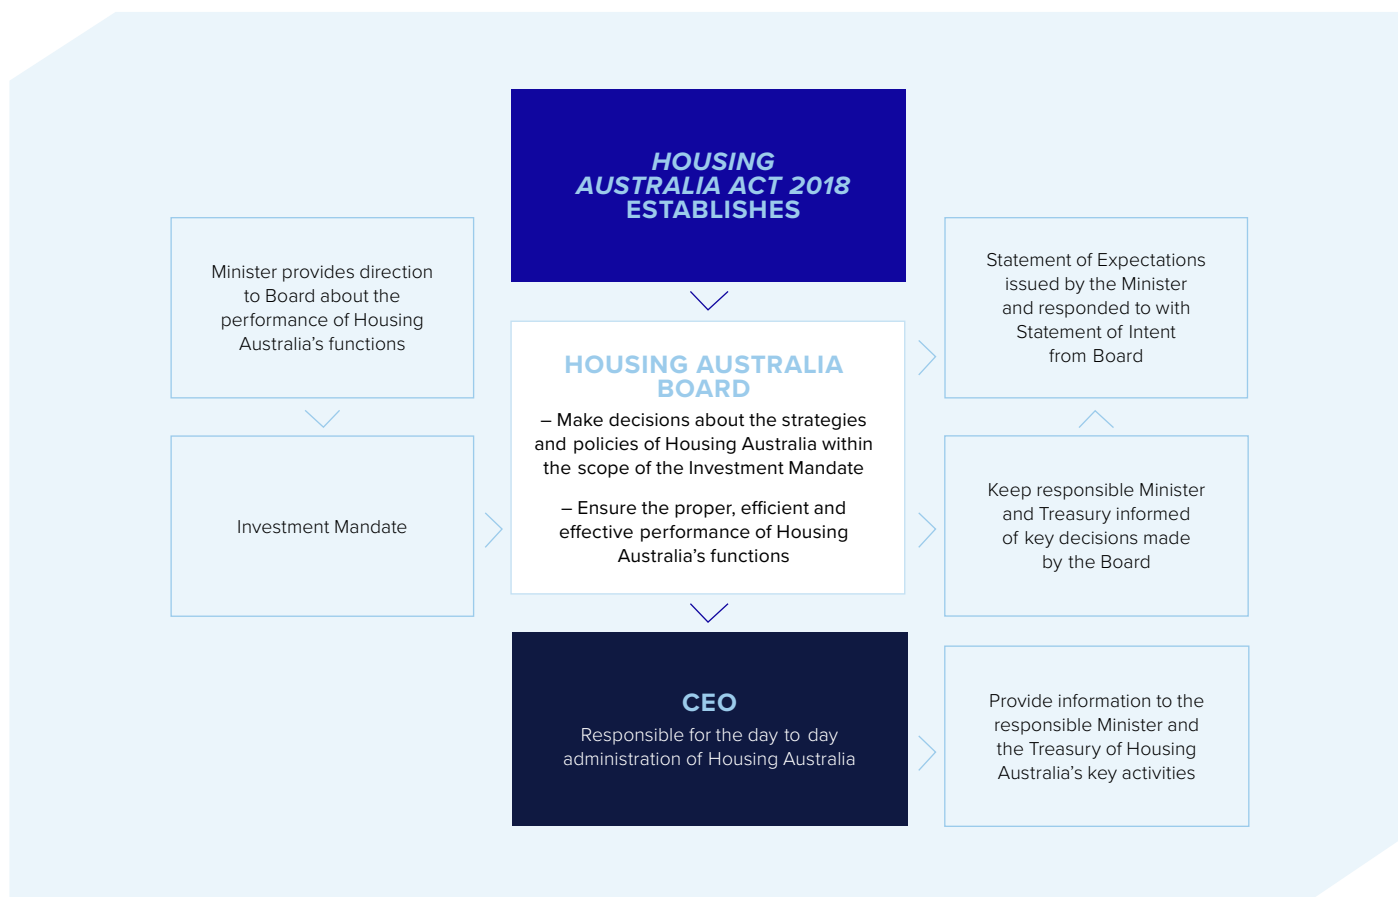 HOUSING
AUSTRALIA ACT 2018
ESTABLISHES
Minister provides direction
to Board about the
performance of Housing
Australia’s functions
Investment Mandate
HOUSING AUSTRALIA
BOARD
– Make decisions about the strategies
and policies of Housing Australia within
the scope of the Investment Mandate
– Ensure the proper, efficient and
effective performance of Housing
Australia’s functions
Statement of Expectations
issued by the Minister
and responded to with
Statement of Intent
from Board
Keep responsible Minister
and Treasury informed
of key decisions made
by the Board
CEO
Responsible for the day to day
administration of Housing Australia
Provide information to the
responsible Minister and
the Treasury of Housing
Australia’s key activities